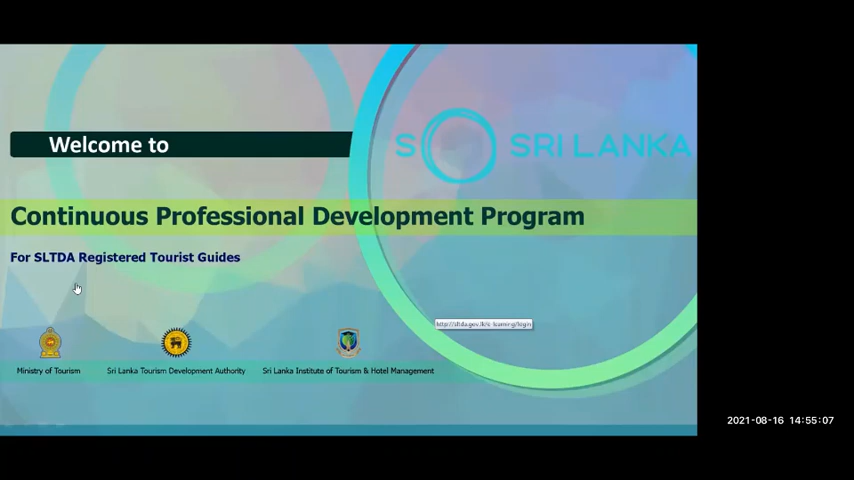 Welcome to
SO SRI LANKA
Continuous Professional Development Program
For SLTDA Registered Tourist Guides
http://sltda.gov.lk/e-learning/login
Ministry of Tourism
Sri Lanka Tourism Development Authority
Sri Lanka Institute of Tourism & Hotel Management
2021-08-16 14:55:07